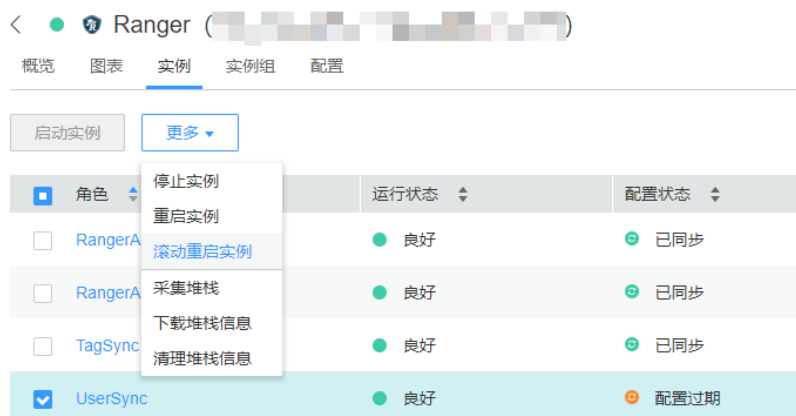 Ranger ( )
概览 图表 实例 实例组 配置
启动实例 更多
停止实例
重启实例
滚动重启实例
采集堆栈
下载堆栈信息
清理堆栈信息
角色 运行状态 配置状态
RangerA 良好 已同步
RangerA 良好 已同步
TagSync 良好 已同步
UserSync 良好 配置过期